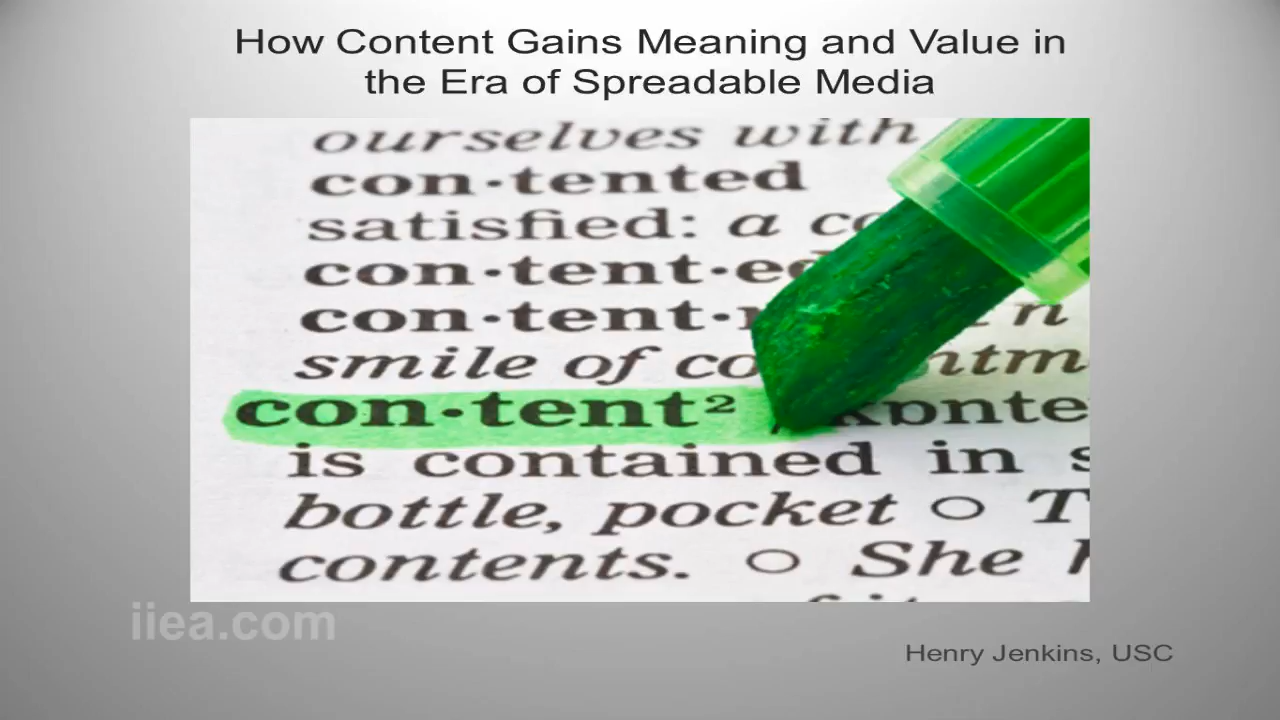 How Content Gains Meaning and Value in
the Era of Spreadable Media
ourselves with
con·tented
satisfied: a
con·tent·
con·tent·
smile of
con·tent²
is contained in
bottle, pocket ○
contents. ○ She
iiea.com
Henry Jenkins, USC